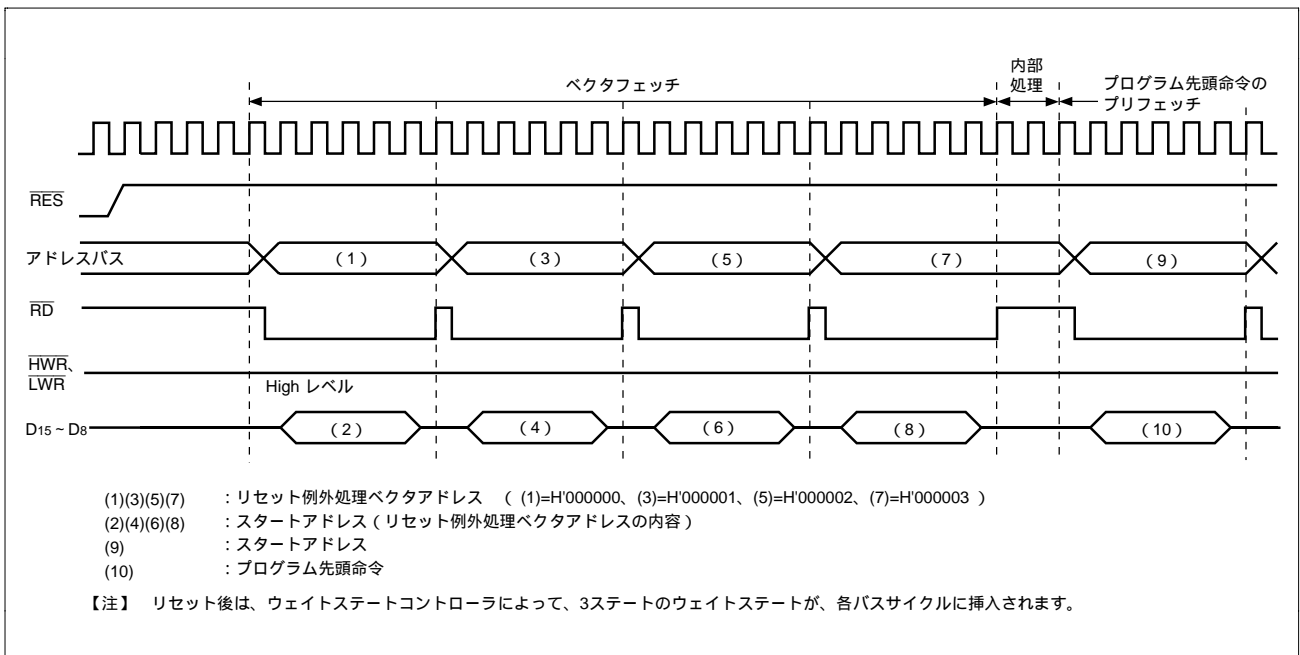 内部
処理
ベクタフェッチ
プログラム先頭命令の
プリフェッチ
RES
アドレスバス
(1)
(3)
(5)
(7)
(9)
RD
HWR、
LWR
High レベル
D15 ~ D8
(2)
(4)
(6)
(8)
(10)
(1)(3)(5)(7) : リセット例外処理ベクタアドレス ( (1)=H'000000、(3)=H'000001、(5)=H'000002、(7)=H'000003 )
(2)(4)(6)(8) : スタートアドレス ( リセット例外処理ベクタアドレスの内容 )
(9) : スタートアドレス
(10) : プログラム先頭命令
【注】 リセット後は、ウェイトステートコントローラによって、3ステートのウェイトステートが、各バスサイクルに挿入されます。